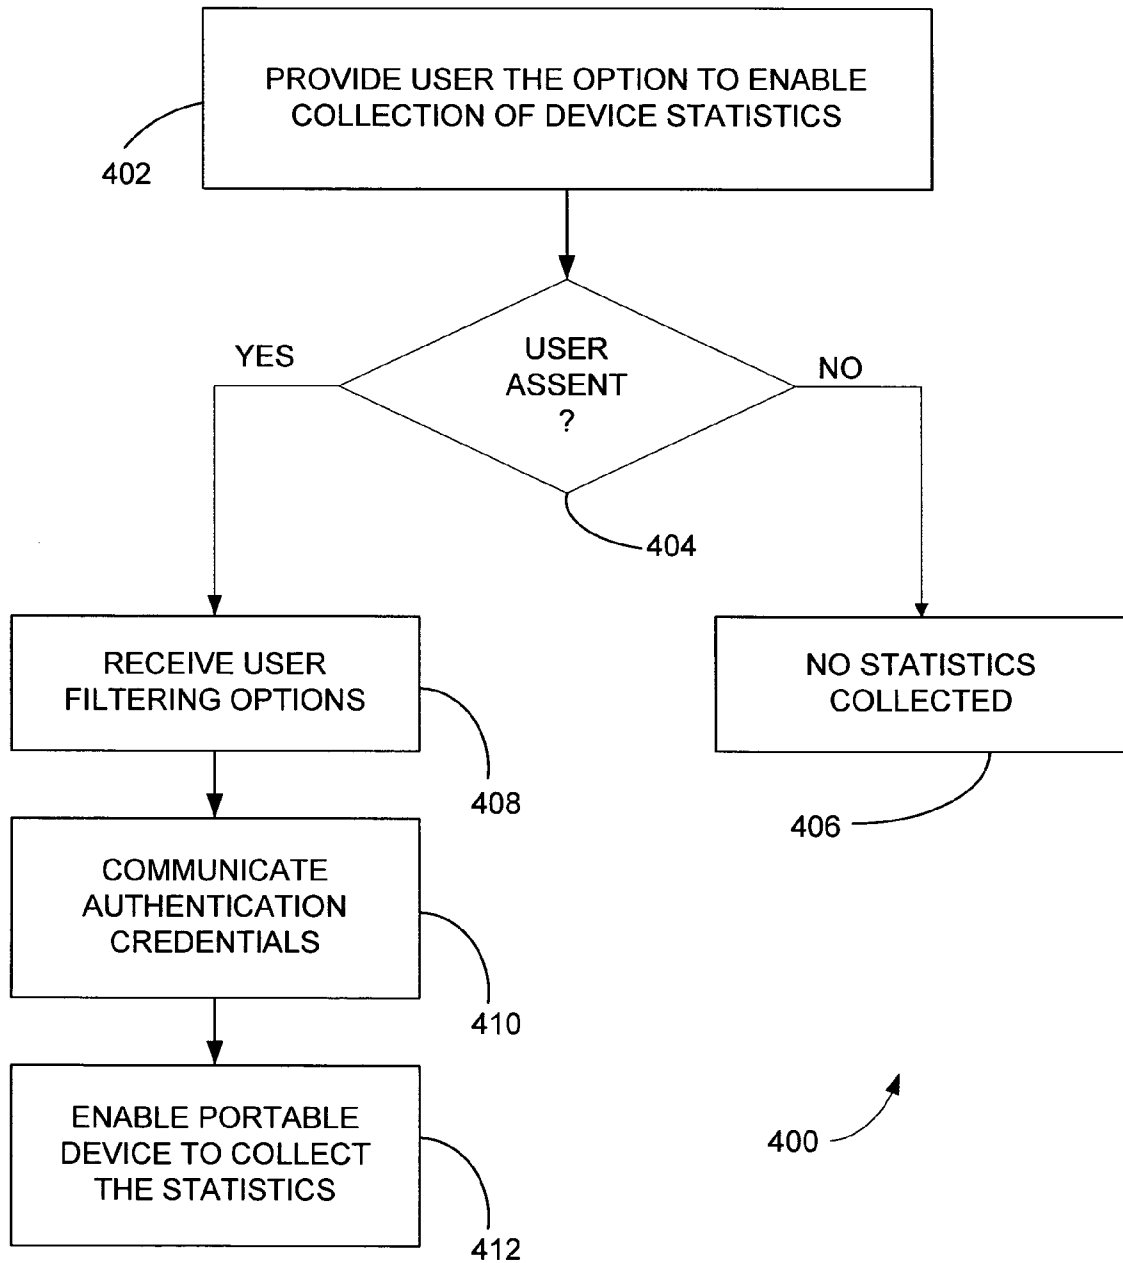 PROVIDE USER THE OPTION TO ENABLE
COLLECTION OF DEVICE STATISTICS
402
USER
ASSENT
?
YES
NO
404
RECEIVE USER
FILTERING OPTIONS
408
NO STATISTICS
COLLECTED
406
COMMUNICATE
AUTHENTICATION
CREDENTIALS
410
ENABLE PORTABLE
DEVICE TO COLLECT
THE STATISTICS
412
400